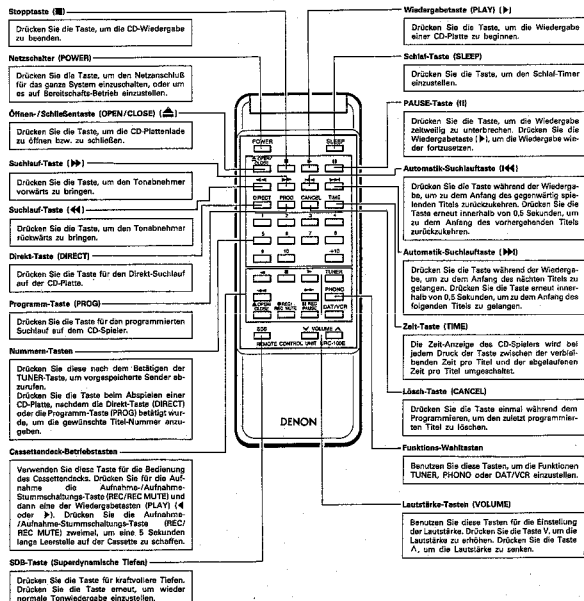 Stopptaste (■)
Drücken Sie die Taste, um die CD-Wiedergabe
zu beenden.
Netzschalter (POWER)
Drücken Sie die Taste, um den Netzanschluß
für das ganze System einzuschalten, oder um
es auf Bereitschafts-Betrieb einzustellen.
Öffnen-/Schließentaste (OPEN/CLOSE) (⏏)
Drücken Sie die Taste, um die CD-Plattenlade
zu öffnen bzw. zu schließen.
Suchlauf-Taste (▶▶)
Drücken Sie die Taste, um den Tonabnehmer
vorwärts zu bringen.
Suchlauf-Taste (◀◀)
Drücken Sie die Taste, um den Tonabnehmer
rückwärts zu bringen.
Direkt-Taste (DIRECT)
Drücken Sie die Taste für den Direkt-Suchlauf
auf der CD-Platte.
Programm-Taste (PROG)
Drücken Sie die Taste für den programmierten
Suchlauf auf dem CD-Spieler.
Nummern-Tasten
Drücken Sie diese nach dem Betätigen der
TUNER-Taste, um vorgespeicherte Sender ab-
zurufen.
Drücken Sie die Taste beim Abspielen einer
CD-Platte, nachdem die Direkt-Taste (DIRECT)
oder die Programm-Taste (PROG) betätigt wur-
de, um die gewünschte Titel-Nummer anzu-
geben.
Cassettendeck-Betriebstasten
Verwenden Sie diese Taste für die Bedienung
des Cassettendecks. Drücken Sie für die Auf-
nahme die Aufnahme-/Aufnahme-
Stummschaltungs-Taste (REC/REC MUTE) und
dann eine der Wiedergabetasten (PLAY) (◀
oder ▶). Drücken Sie die Aufnahme-
/Aufnahme-Stummschaltungs-Taste (REC/
REC MUTE) zweimal, um eine 5 Sekunden
lange Leerstelle auf der Cassette zu schaffen.
SDB-Taste (Superdynamische Tiefen)
Drücken Sie die Taste für kraftvollere Tiefen.
Drücken Sie die Taste erneut, um wieder
normale Tonwiedergabe einzustellen.
POWER SLEEP
⏏ OPEN/
CLOSE ■ ▶ II
◀◀ ▶▶ I◀◀ ▶▶I
DIRECT PROG CANCEL TIME
1 2 3 4
5 6 7 8
9 10 +10
◀ ■ ▶ TUNER
◀◀ ▶▶ PHONO
⏏ OPEN/
CLOSE ● REC/
REC MUTE II REC
PAUSE DAT/VCR
SDB ∨ VOLUME ∧
REMOTE CONTROL UNIT RC-100E
DENON
Wiedergabetaste (PLAY) (▶)
Drücken Sie die Taste, um die Wiedergabe
einer CD-Platte zu beginnen.
Schlaf-Taste (SLEEP)
Drücken Sie die Taste, um den Schlaf-Timer
einzustellen.
PAUSE-Taste (II)
Drücken Sie die Taste, um die Wiedergabe
zeitweilig zu unterbrechen. Drücken Sie die
Wiedergabetaste (▶), um die Wiedergabe wie-
der fortzusetzen.
Automatik-Suchlauftaste (I◀◀)
Drücken Sie die Taste während der Wiederga-
be, um zu dem Anfang des gegenwärtig spie-
lenden Titels zurückzukehren. Drücken Sie die
Taste erneut innerhalb von 0,5 Sekunden, um
zu dem Anfang des vorhergehenden Titels
zurückzukehren.
Automatik-Suchlauftaste (▶▶I)
Drücken Sie die Taste während der Wiederga-
be, um zu dem Anfang des nächsten Titels zu
gelangen. Drücken Sie die Taste erneut inner-
halb von 0,5 Sekunden, um zu dem Anfang des
folgenden Titels zu gelangen.
Zeit-Taste (TIME)
Die Zeit-Anzeige des CD-Spielers wird bei
jedem Druck der Taste zwischen der verblei-
benden Zeit pro Titel und der abgelaufenen
Zeit pro Titel umgeschaltet.
Lösch-Taste (CANCEL)
Drücken Sie die Taste einmal während dem
Programmieren, um den zuletzt programmier-
ten Titel zu löschen.
Funktions-Wahltasten
Benutzen Sie diese Tasten, um die Funktionen
TUNER, PHONO oder DAT/VCR einzustellen.
Lautstärke-Tasten (VOLUME)
Benutzen Sie diese Tasten für die Einstellung
der Lautstärke. Drücken Sie die Taste V, um die
Lautstärke zu erhöhen. Drücken Sie die Taste
Λ, um die Lautstärke zu senken.